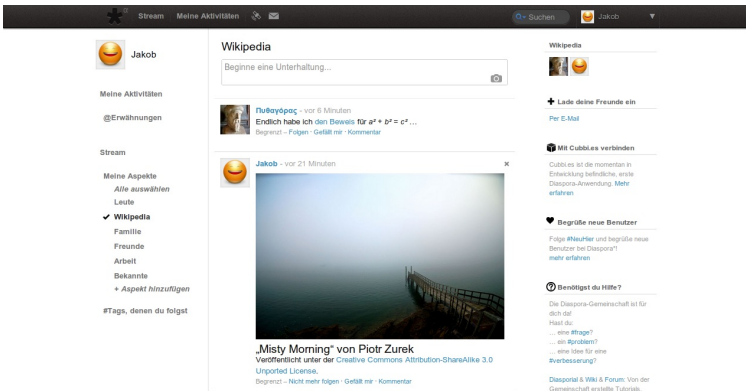 Stream Meine Aktivitäten Suchen Jakob ▼
Jakob
Meine Aktivitäten
@Erwähnungen
Stream
Meine Aspekte
Alle auswählen
Leute
✔ Wikipedia
Familie
Freunde
Arbeit
Bekannte
+ Aspekt hinzufügen
#Tags, denen du folgst
Wikipedia
Beginne eine Unterhaltung...
Πυθαγόρας - vor 6 Minuten
Endlich habe ich den Beweis für a² + b² = c² …
Begrenzt – Folgen · Gefällt mir · Kommentar
Jakob - vor 21 Minuten
„Misty Morning“ von Piotr Zurek
Veröffentlicht unter der Creative Commons Attribution-ShareAlike 3.0
Unported License.
Begrenzt – Nicht mehr folgen · Gefällt mir · Kommentar
Wikipedia
Lade deine Freunde ein
Per E-Mail
Mit Cubbi.es verbinden
Cubbi.es ist die momentan in
Entwicklung befindliche, erste
Diaspora-Anwendung. Mehr
erfahren
Begrüße neue Benutzer
Folge #NeuHier und begrüße neue
Benutzer bei Diaspora*!
mehr erfahren
Benötigst du Hilfe?
Die Diaspora-Gemeinschaft ist für
dich da!
Hast du:
… eine #frage?
… ein #problem?
… eine Idee für eine
#verbesserung?
Diasporial & Wiki & Forum: Von der
Gemeinschaft erstellte Tutorials,